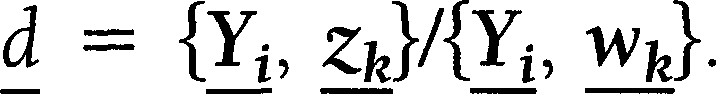 d = {Y_i, z_k}/{Y_i, w_k}.